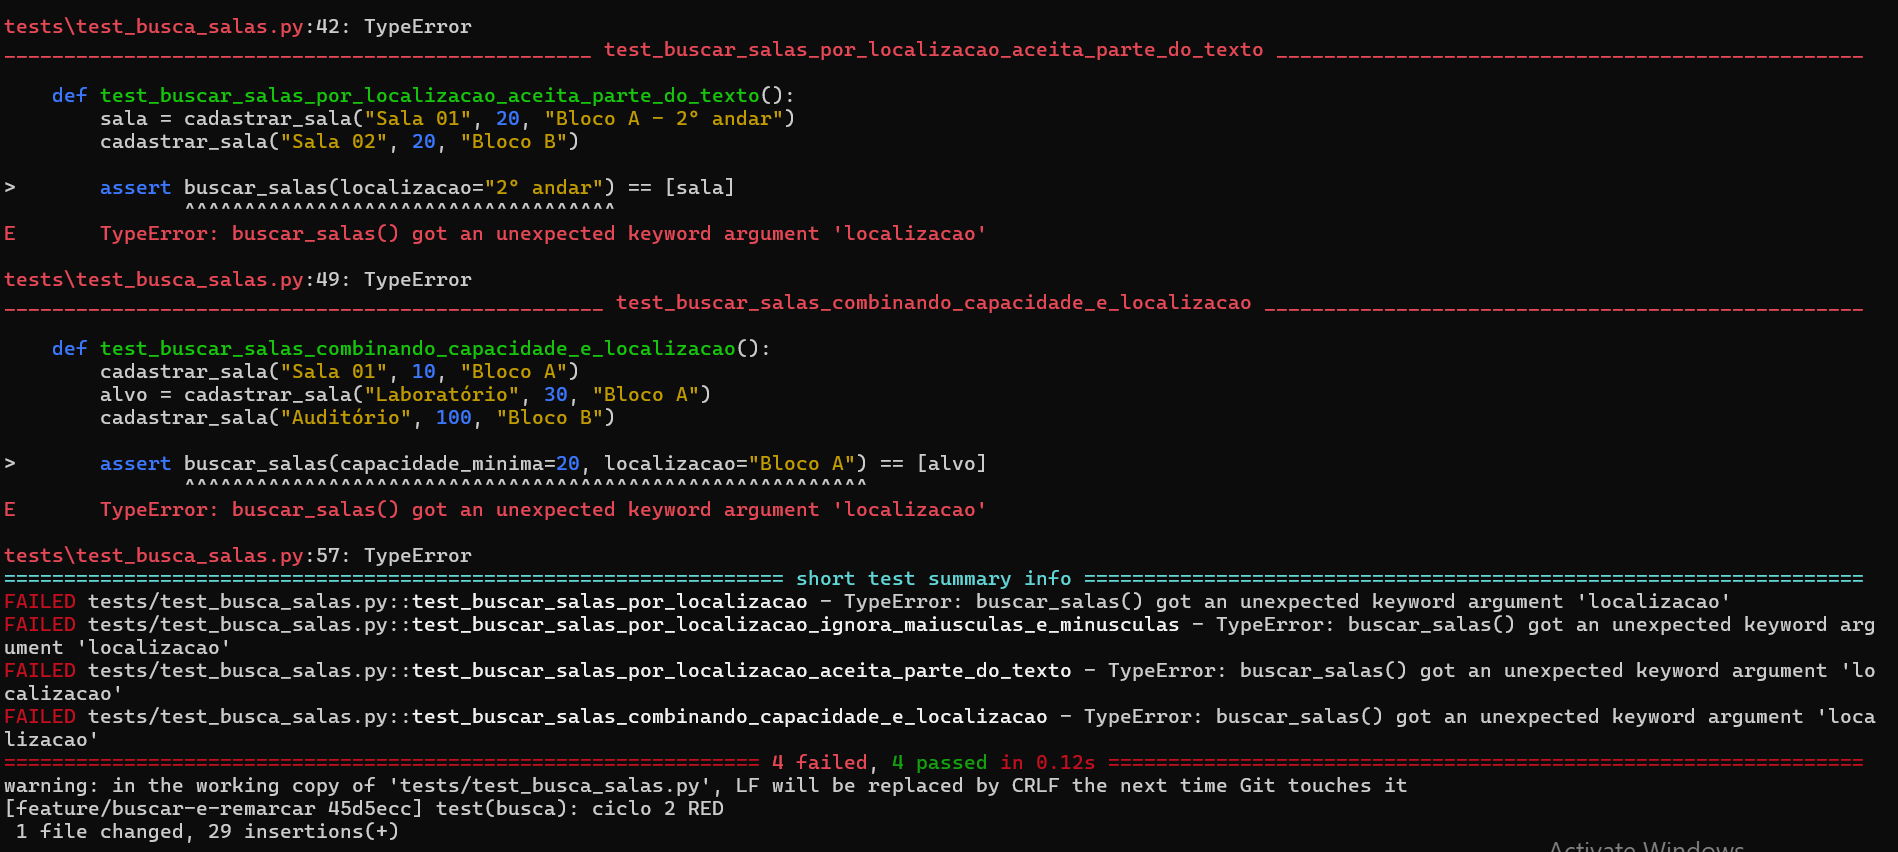 tests\test_busca_salas.py:42: TypeError
_________________________________________________ test_buscar_salas_por_localizacao_aceita_parte_do_texto _________________________________________________
def test_buscar_salas_por_localizacao_aceita_parte_do_texto():
sala = cadastrar_sala("Sala 01", 20, "Bloco A - 2° andar")
cadastrar_sala("Sala 02", 20, "Bloco B")
> assert buscar_salas(localizacao="2° andar") == [sala]
^^^^^^^^^^^^^^^^^^^^^^^^^^^^^^^^^^^^
E TypeError: buscar_salas() got an unexpected keyword argument 'localizacao'
tests\test_busca_salas.py:49: TypeError
__________________________________________________ test_buscar_salas_combinando_capacidade_e_localizacao __________________________________________________
def test_buscar_salas_combinando_capacidade_e_localizacao():
cadastrar_sala("Sala 01", 10, "Bloco A")
alvo = cadastrar_sala("Laboratório", 30, "Bloco A")
cadastrar_sala("Auditório", 100, "Bloco B")
> assert buscar_salas(capacidade_minima=20, localizacao="Bloco A") == [alvo]
^^^^^^^^^^^^^^^^^^^^^^^^^^^^^^^^^^^^^^^^^^^^^^^^^^^^^^^^^
E TypeError: buscar_salas() got an unexpected keyword argument 'localizacao'
tests\test_busca_salas.py:57: TypeError
================================================================= short test summary info =================================================================
FAILED tests/test_busca_salas.py::test_buscar_salas_por_localizacao - TypeError: buscar_salas() got an unexpected keyword argument 'localizacao'
FAILED tests/test_busca_salas.py::test_buscar_salas_por_localizacao_ignora_maiusculas_e_minusculas - TypeError: buscar_salas() got an unexpected keyword arg
ument 'localizacao'
FAILED tests/test_busca_salas.py::test_buscar_salas_por_localizacao_aceita_parte_do_texto - TypeError: buscar_salas() got an unexpected keyword argument 'lo
calizacao'
FAILED tests/test_busca_salas.py::test_buscar_salas_combinando_capacidade_e_localizacao - TypeError: buscar_salas() got an unexpected keyword argument 'loca
lizacao'
=============================================================== 4 failed, 4 passed in 0.12s ===============================================================
warning: in the working copy of 'tests/test_busca_salas.py', LF will be replaced by CRLF the next time Git touches it
[feature/buscar-e-remarcar 45d5ecc] test(busca): ciclo 2 RED
1 file changed, 29 insertions(+)
Activate Windows